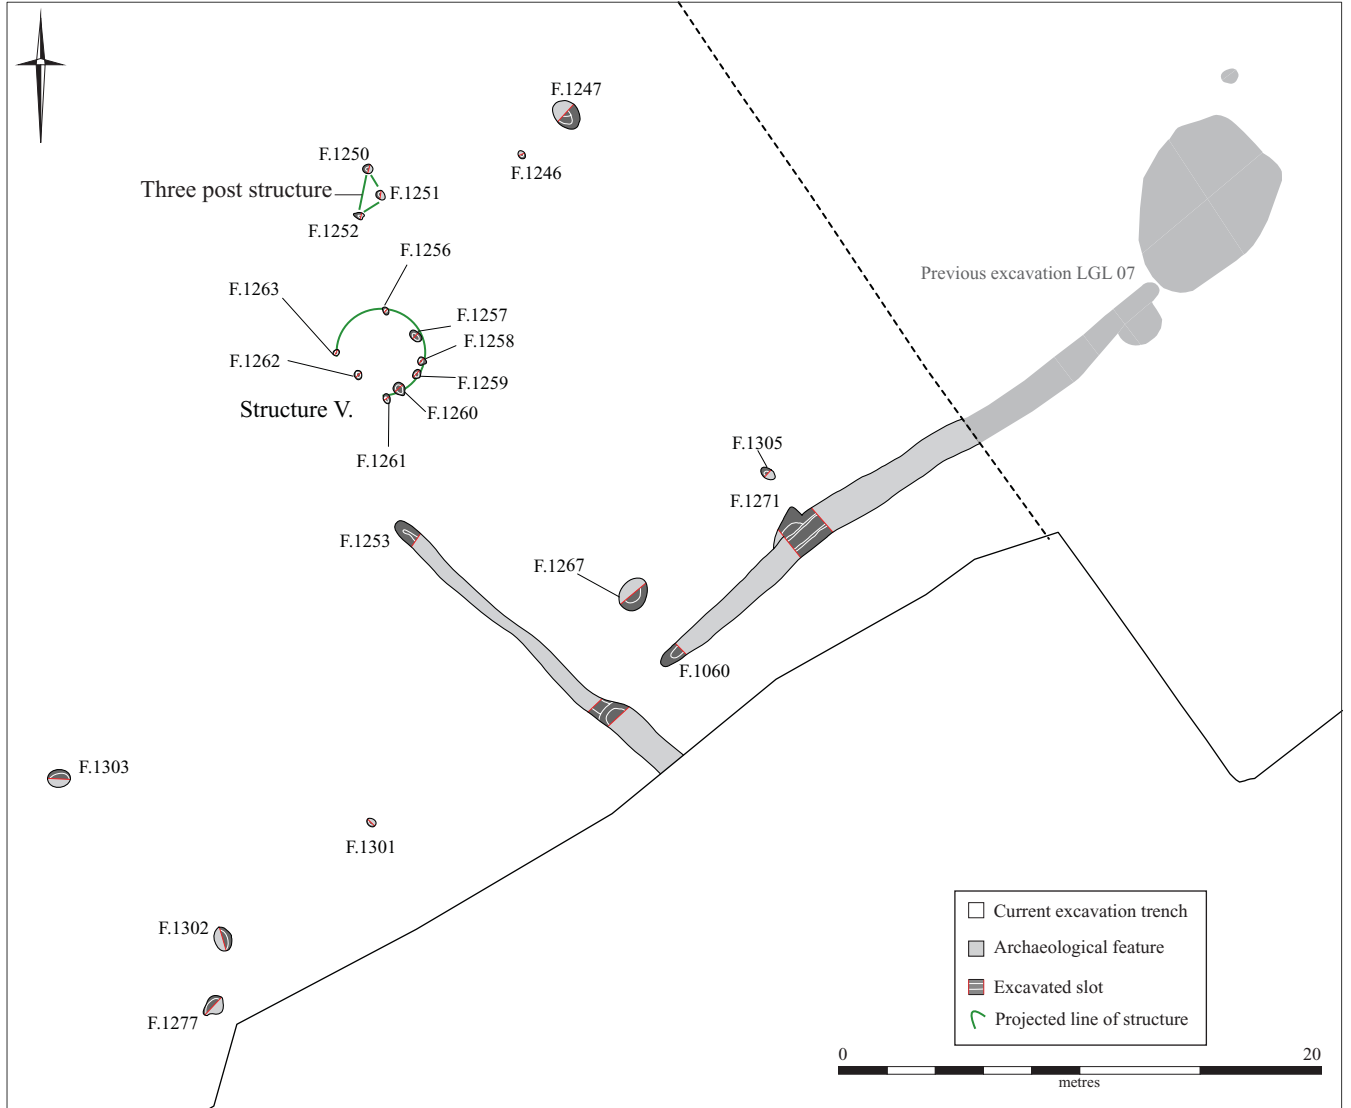 F.1247
F.1250
F.1246
Three post structure
F.1251
F.1252
F.1256
Previous excavation LGL 07
F.1263
F.1257
F.1258
F.1262
F.1259
Structure V.
F.1260
F.1261
F.1305
F.1271
F.1253
F.1267
F.1060
F.1303
F.1301
F.1302
F.1277
Current excavation trench
Archaeological feature
Excavated slot
Projected line of structure
0 20
metres